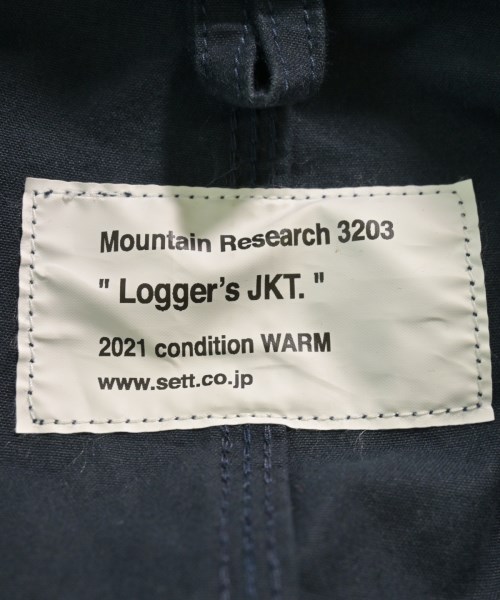 Mountain Research 3203
" Logger's JKT. "
2021 condition WARM
www.sett.co.jp